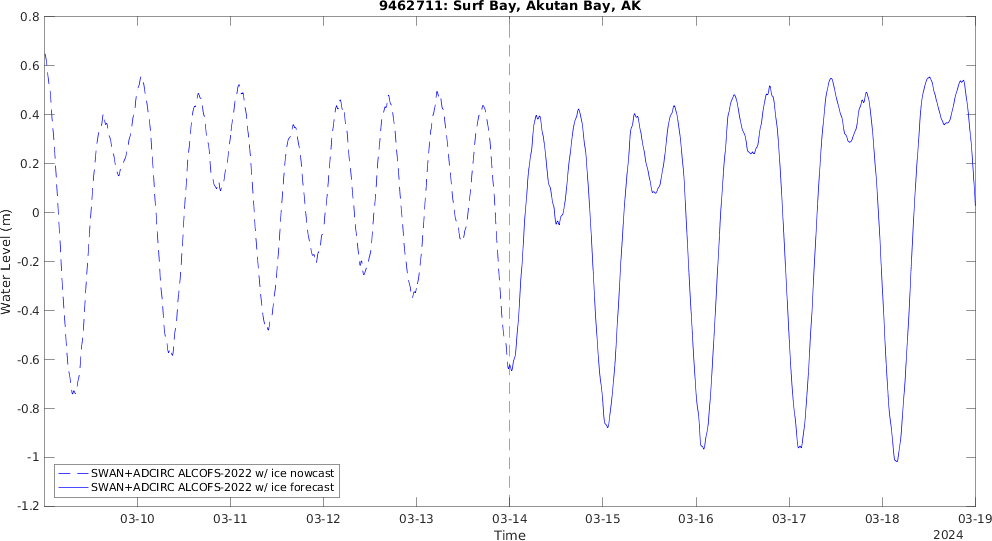 9462711: Surf Bay, Akutan Bay, AK
0.8
0.6
0.4
0.2
0
-0.2
-0.4
-0.6
-0.8
-1
-1.2
Water Level (m)
SWAN+ADCIRC ALCOFS-2022 w/ ice nowcast
SWAN+ADCIRC ALCOFS-2022 w/ ice forecast
03-10 03-11 03-12 03-13 03-14 03-15 03-16 03-17 03-18 03-19
Time
2024